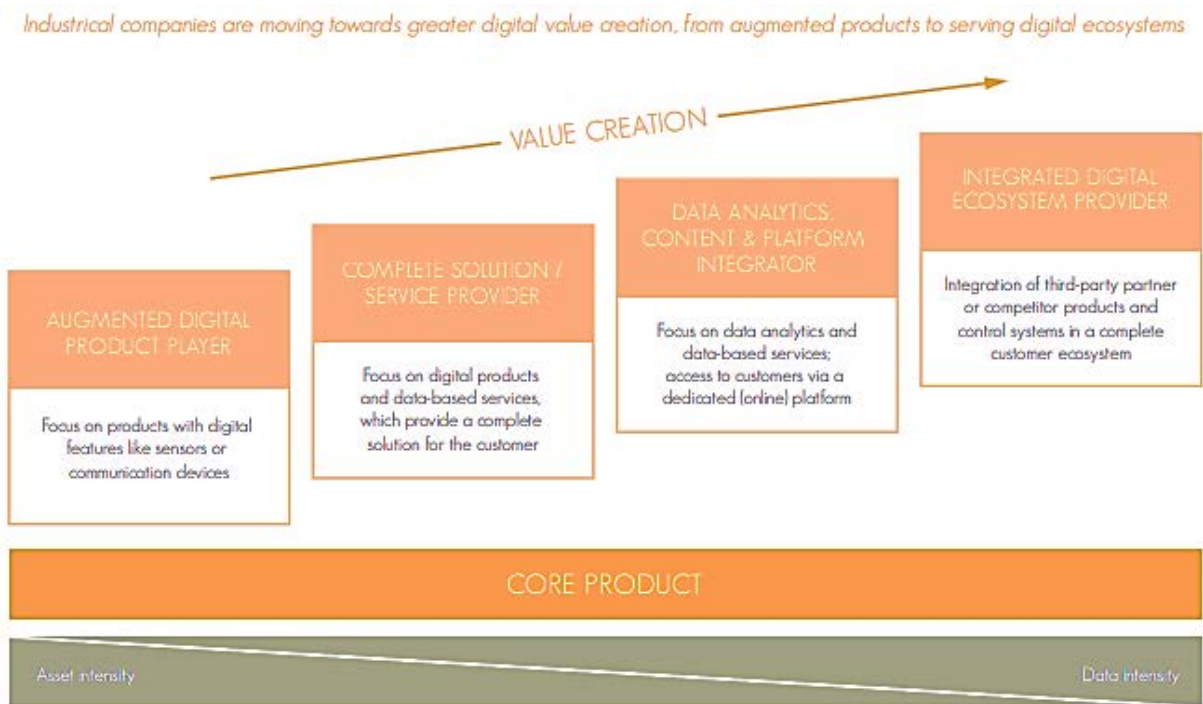 Industrical companies are moving towards greater digital value creation, from augmented products to serving digital ecosystems
VALUE CREATION
AUGMENTED DIGITAL
PRODUCT PLAYER
Focus on products with digital
features like sensors or
communication devices
COMPLETE SOLUTION /
SERVICE PROVIDER
Focus on digital products
and data-based services,
which provide a complete
solution for the customer
DATA ANALYTICS,
CONTENT & PLATFORM
INTEGRATOR
Focus on data analytics and
data-based services;
access to customers via a
dedicated (online) platform
INTEGRATED DIGITAL
ECOSYSTEM PROVIDER
Integration of third-party partner
or competitor products and
control systems in a complete
customer ecosystem
CORE PRODUCT
Asset intensity
Data Intensity